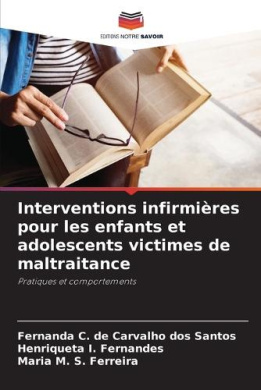 EDITIONS NOTRE SAVOIR
Interventions infirmières
pour les enfants et
adolescents victimes de
maltraitance
Pratiques et comportements
Fernanda C. de Carvalho dos Santos
Henriqueta I. Fernandes
Maria M. S. Ferreira